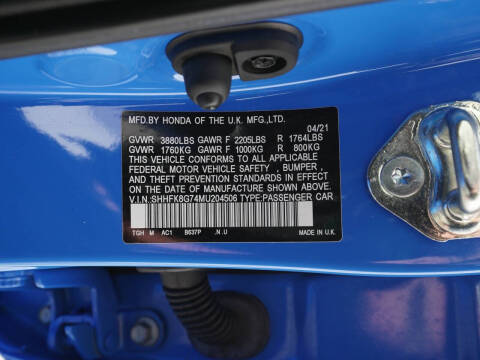 MFD.BY HONDA OF THE U.K. MFG.,LTD.
04/21
GVWR 3880LBS GAWR F 2205LBS R 1764LBS
GVWR 1760KG GAWR F 1000KG R 800KG
THIS VEHICLE CONFORMS TO ALL APPLICABLE
FEDERAL MOTOR VEHICLE SAFETY , BUMPER,
AND THEFT PREVENTION STANDARDS IN EFFECT
ON THE DATE OF MANUFACTURE SHOWN ABOVE.
V.I.N.:SHHFK8G74MU204506 TYPE:PASSENGER CAR
TGH M AC1 B637P .N.U MADE IN U.K.